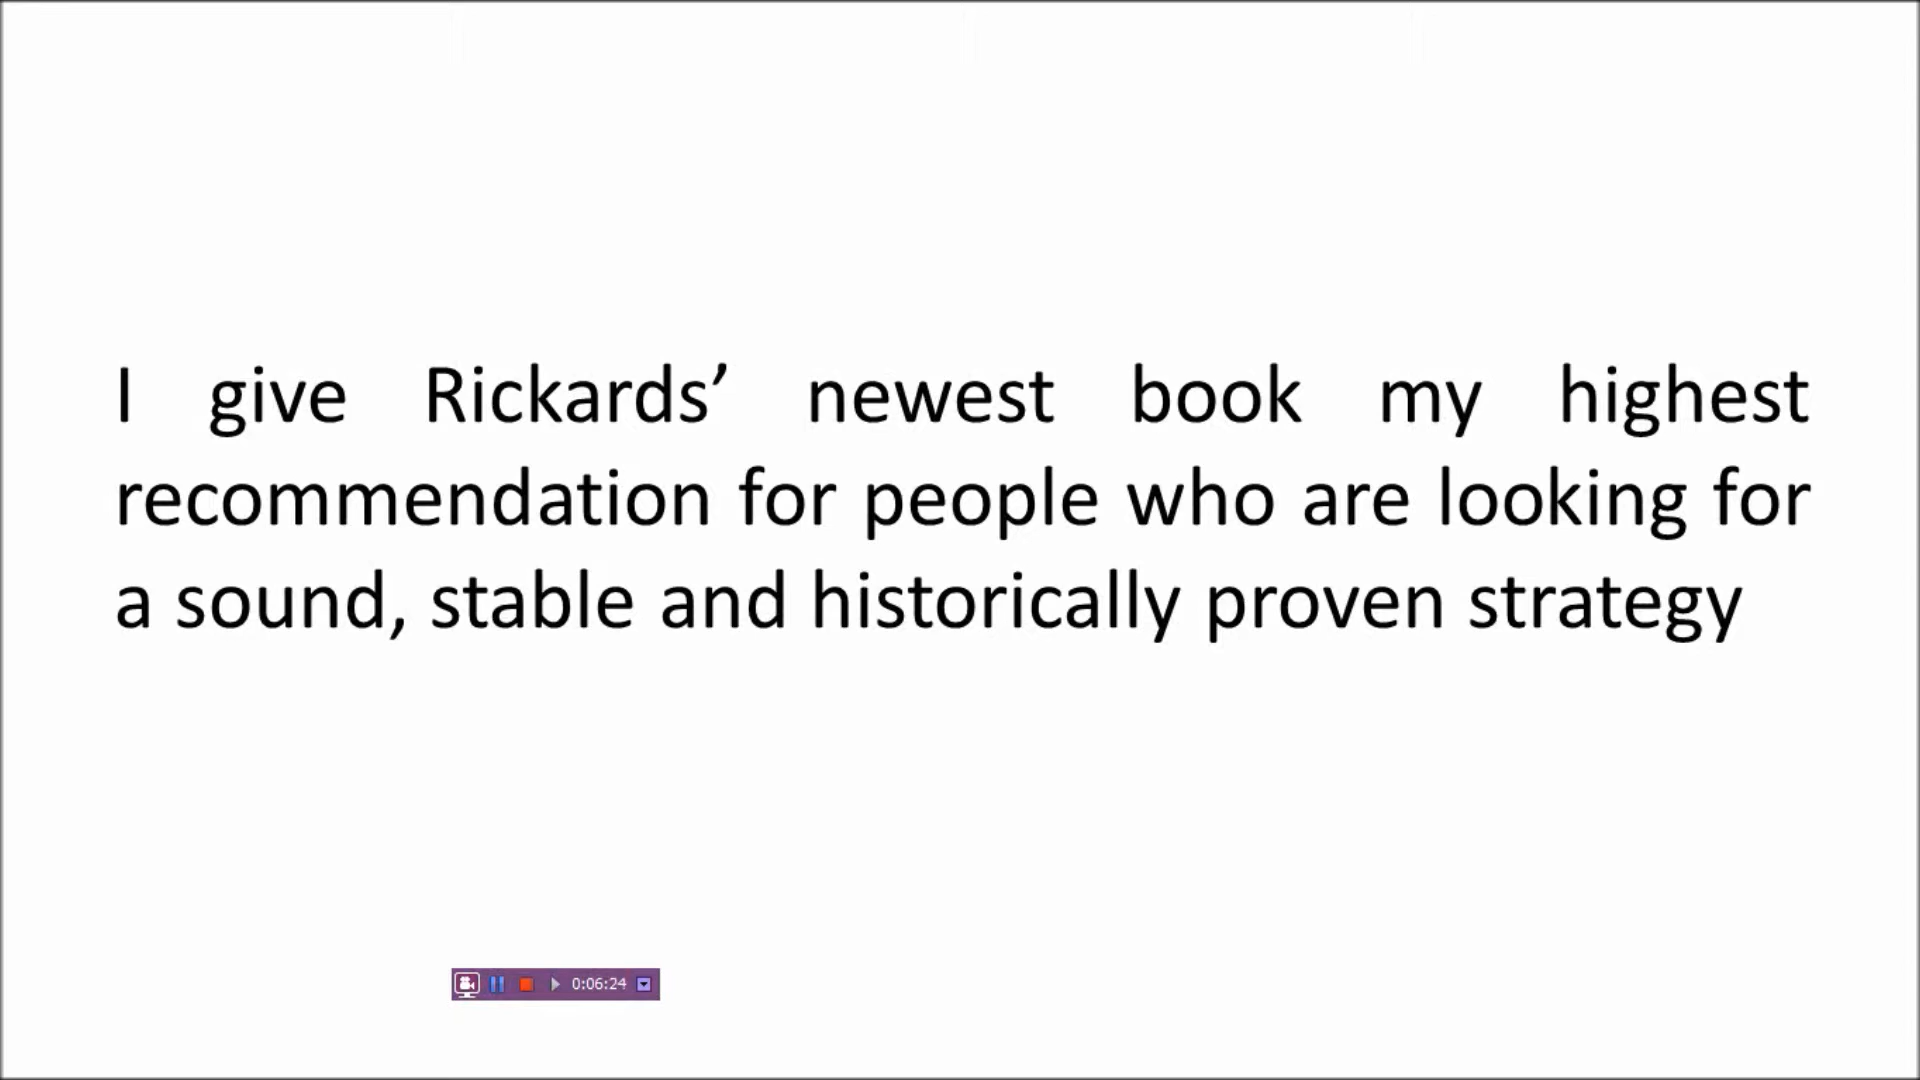 I give Rickards’ newest book my highest
recommendation for people who are looking for
a sound, stable and historically proven strategy
0:06:24